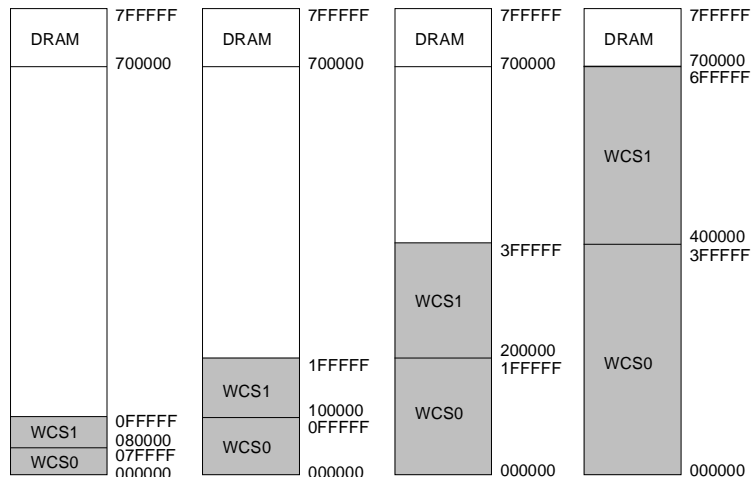 7FFFFF
DRAM
700000
WCS1
0FFFFF
080000
WCS0
07FFFF
000000
7FFFFF
DRAM
700000
1FFFFF
WCS1
100000
0FFFFF
WCS0
000000
7FFFFF
DRAM
700000
3FFFFF
WCS1
200000
1FFFFF
WCS0
000000
7FFFFF
DRAM
700000
6FFFFF
WCS1
400000
3FFFFF
WCS0
000000